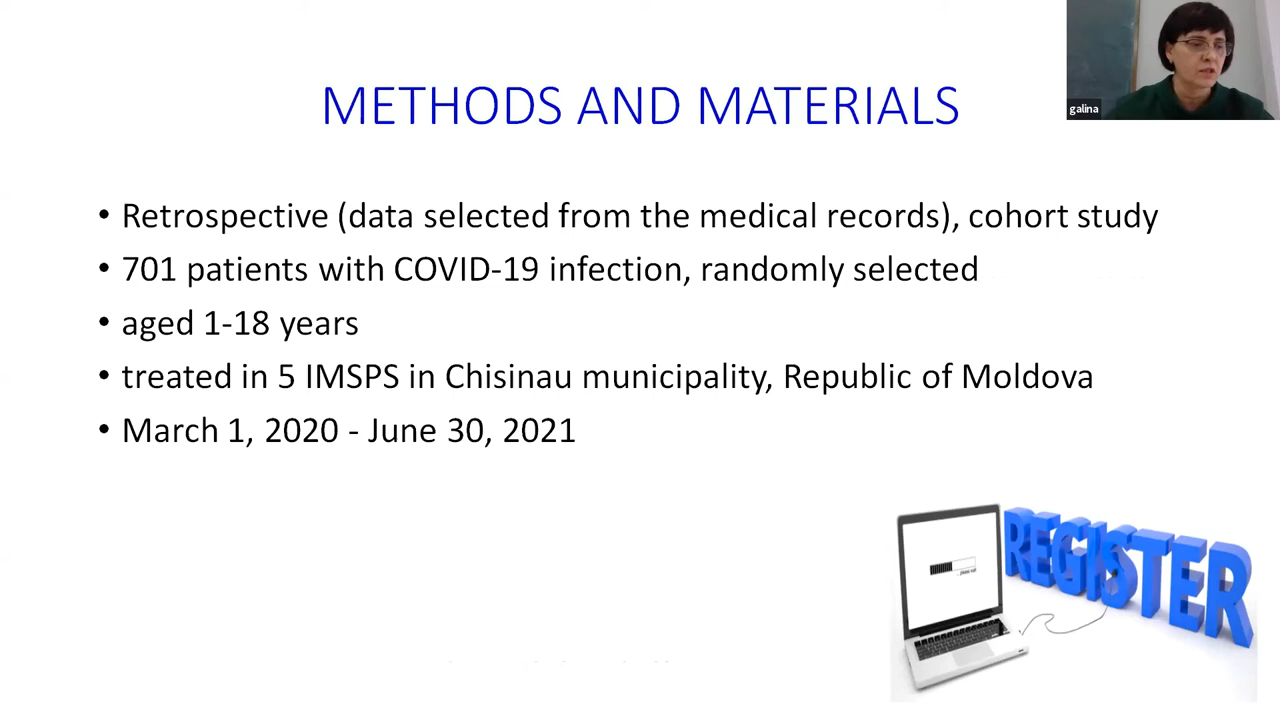 galina
METHODS AND MATERIALS
• Retrospective (data selected from the medical records), cohort study
• 701 patients with COVID-19 infection, randomly selected
• aged 1-18 years
• treated in 5 IMSPS in Chisinau municipality, Republic of Moldova
• March 1, 2020 - June 30, 2021
REGISTER